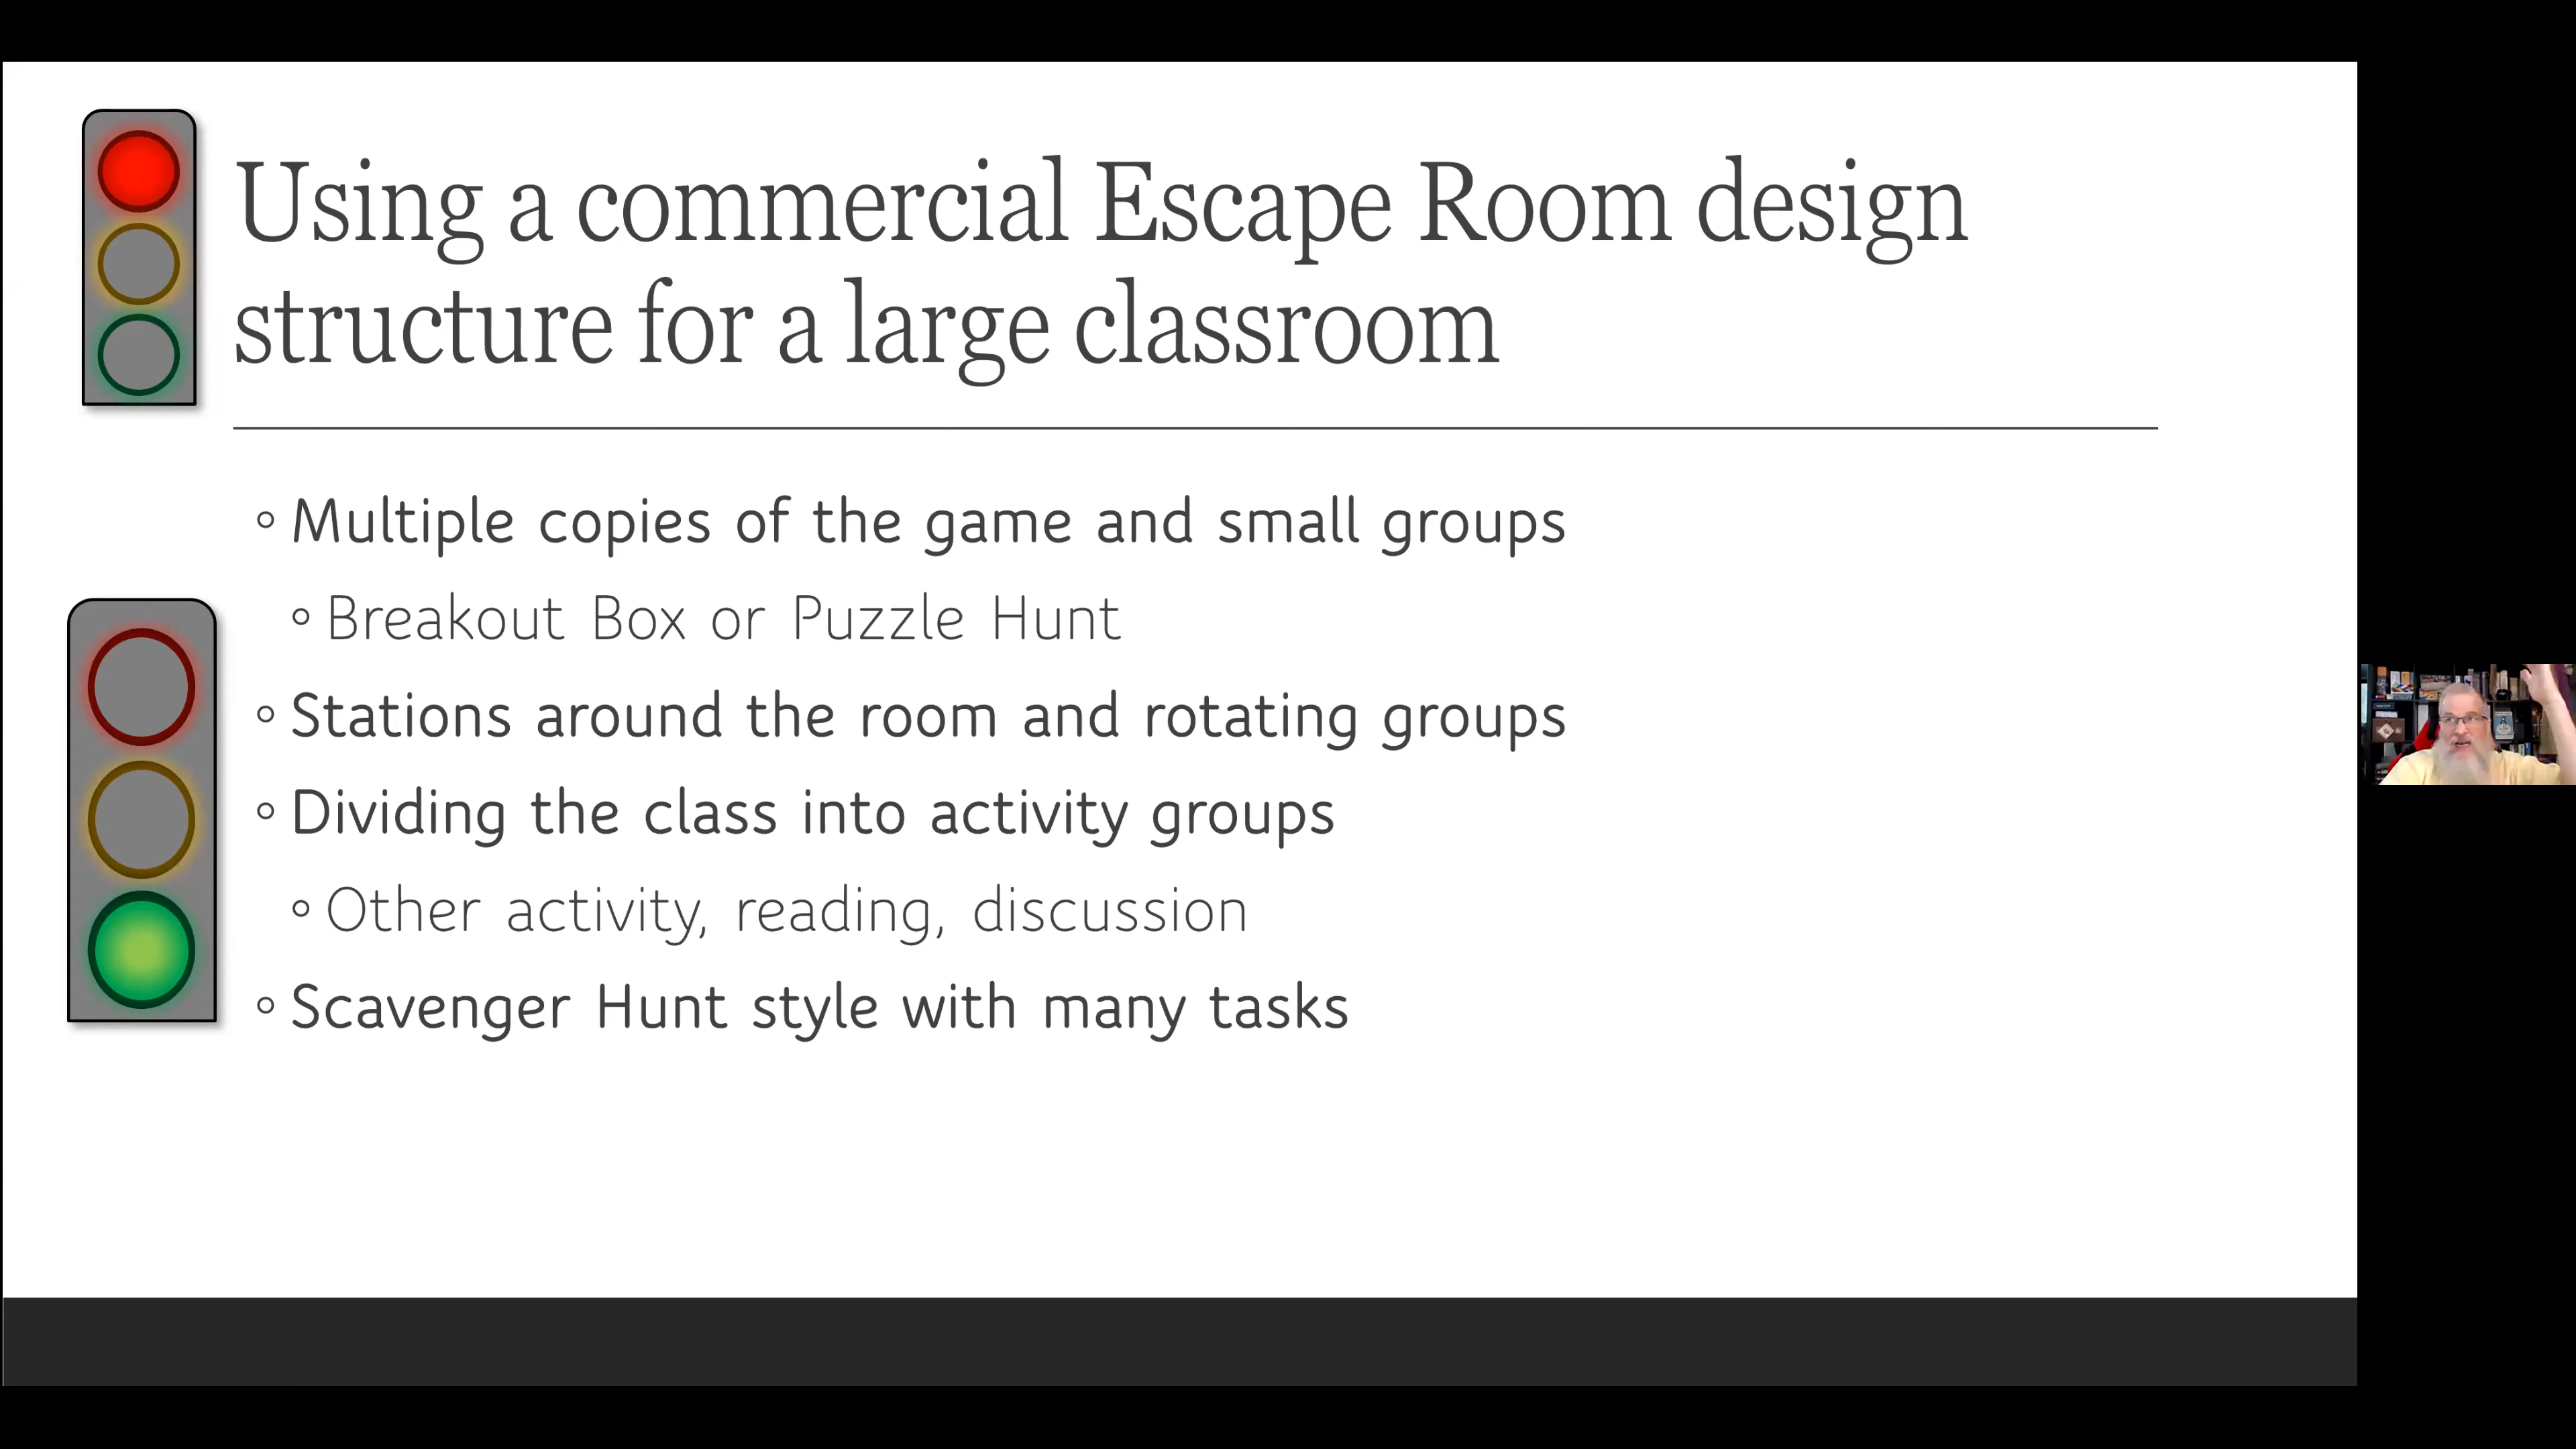 Using a commercial Escape Room design
structure for a large classroom
Multiple copies of the game and small groups
Breakout Box or Puzzle Hunt
Stations around the room and rotating groups
Dividing the class into activity groups
Other activity, reading, discussion
Scavenger Hunt style with many tasks